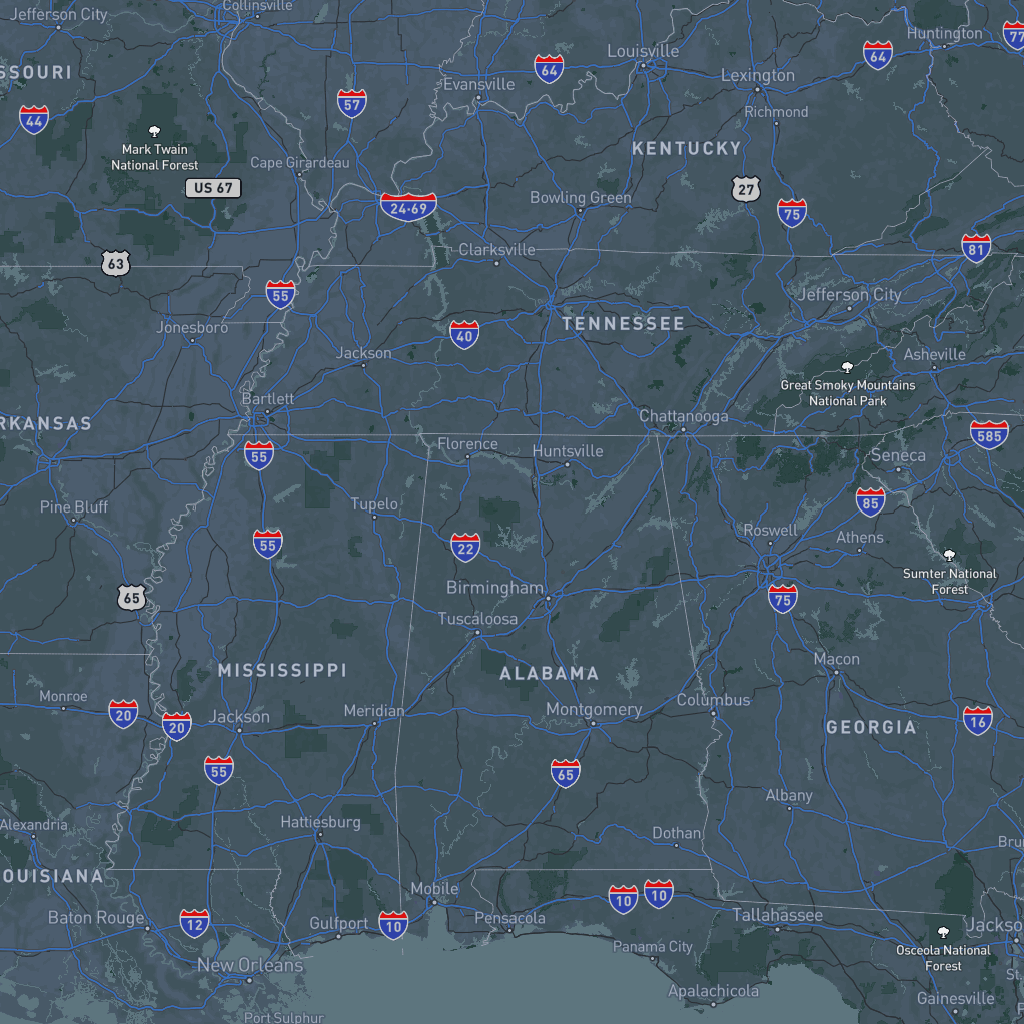 Jefferson City
Collinsville
Huntington
77
Louisville
64
64
SSOURI
Evansville
Lexington
57
44
Richmond
Mark Twain
National Forest
KENTUCKY
Cape Girardeau
US 67
27
Bowling Green
24-69
75
Clarksville
81
63
55
Jefferson City
Jonesboro
TENNESSEE
40
Jackson
Asheville
Great Smoky Mountains
National Park
Bartlett
Chattanooga
RKANSAS
585
Florence
Huntsville
55
Seneca
85
Pine Bluff
Tupelo
Roswell
Athens
55
22
Sumter National
Forest
Birmingham
65
75
Tuscaloosa
Macon
MISSISSIPPI
ALABAMA
Monroe
Columbus
20
20
Jackson
Meridian
Montgomery
16
GEORGIA
55
65
Albany
Alexandria
Hattiesburg
Dothan
Bru
OUISIANA
Mobile
10
10
Baton Rouge
12
Gulfport
10
Pensacola
Tallahassee
Jackso
Panama City
Osceola National
Forest
New Orleans
St.
Apalachicola
Gainesville
Port Sulphur
F